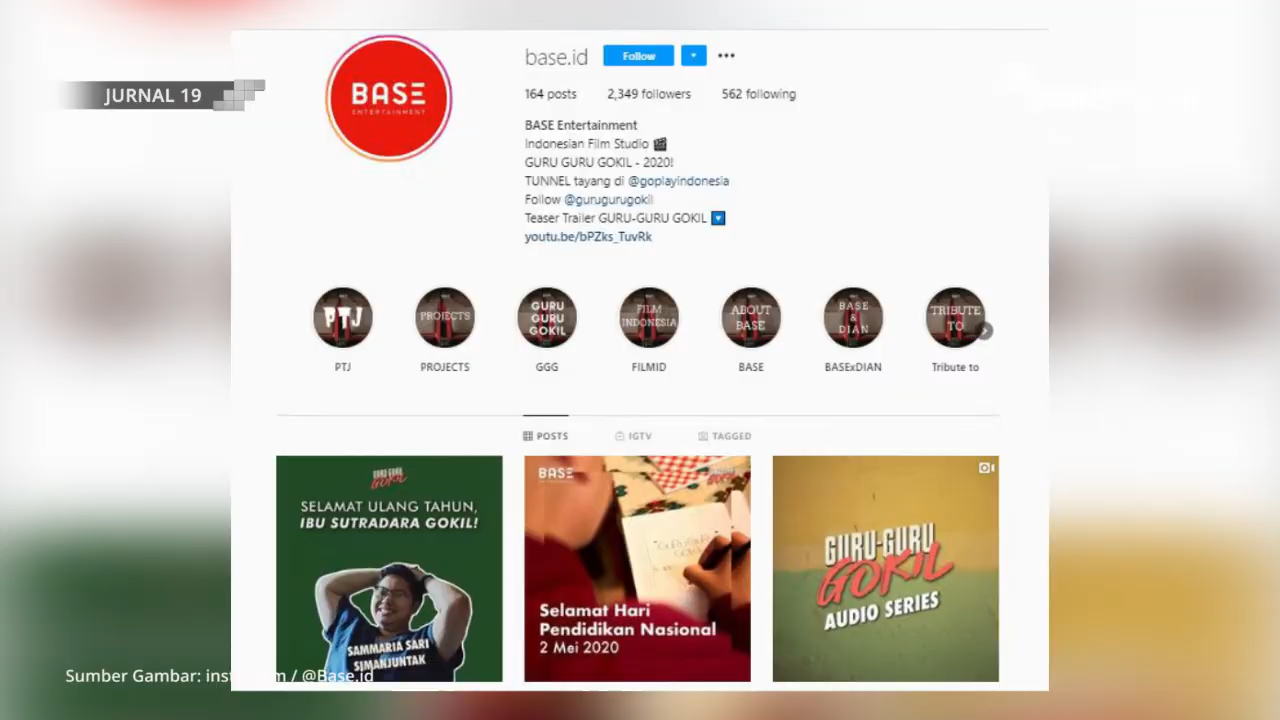 JURNAL 19
BASE
ENTERTAINMENT
base.id
Follow
164 posts 2,349 followers 562 following
BASE Entertainment
Indonesian Film Studio
GURU GURU GOKIL - 2020!
TUNNEL tayang di @goplayindonesia
Follow @gurugurugokil
Teaser Trailer GURU-GURU GOKIL
youtu.be/bPZks_TuvRk
PTJ
PROJECTS
GURU
GURU
GOKIL
FILM
INDONESIA
ABOUT
BASE
BASE
&
DIAN
TRIBUTE
TO
PTJ PROJECTS GGG FILMID BASE BASExDIAN Tribute to
POSTS IGTV TAGGED
GURU-GURU
GOKIL
SELAMAT ULANG TAHUN,
IBU SUTRADARA GOKIL!
SAMMARIA SARI
SIMANJUNTAK
BASE
Selamat Hari
Pendidikan Nasional
2 Mei 2020
GURU-GURU
GOKIL
AUDIO SERIES
Sumber Gambar: inst m / @Base.id